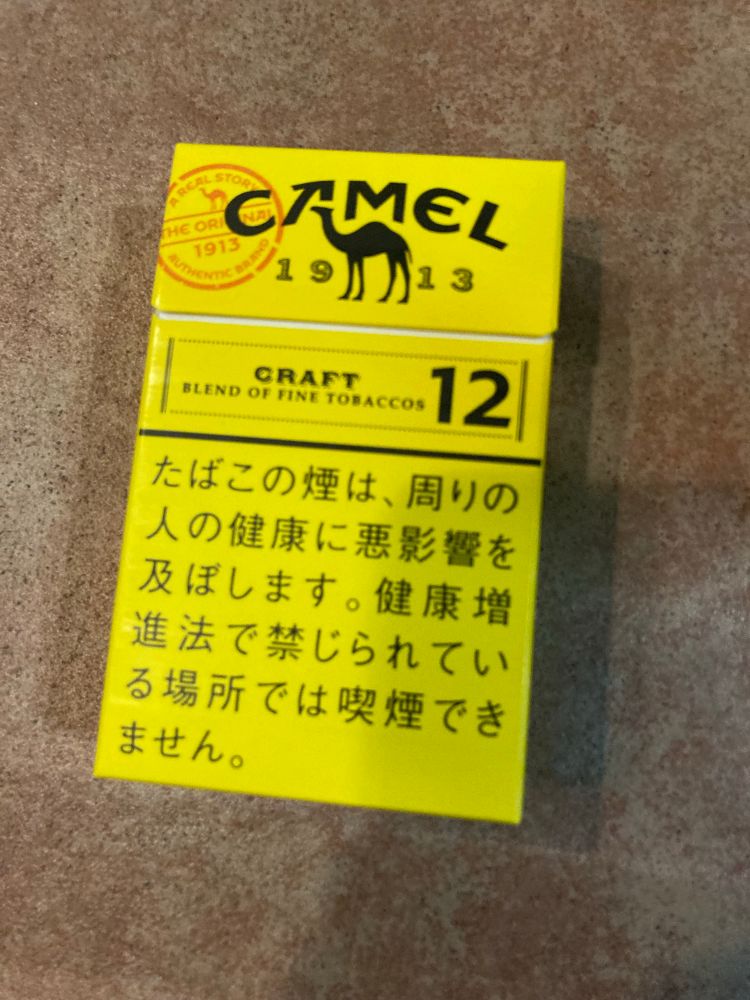 A REAL STORY
THE ORIGINAL
1913
AUTHENTIC BRAND
CAMEL
1913
CRAFT
BLEND OF FINE TOBACCOS
12
たばこの煙は、周りの
人の健康に悪影響を
及ぼします。健康増
進法で禁じられてい
る場所では喫煙でき
ません。